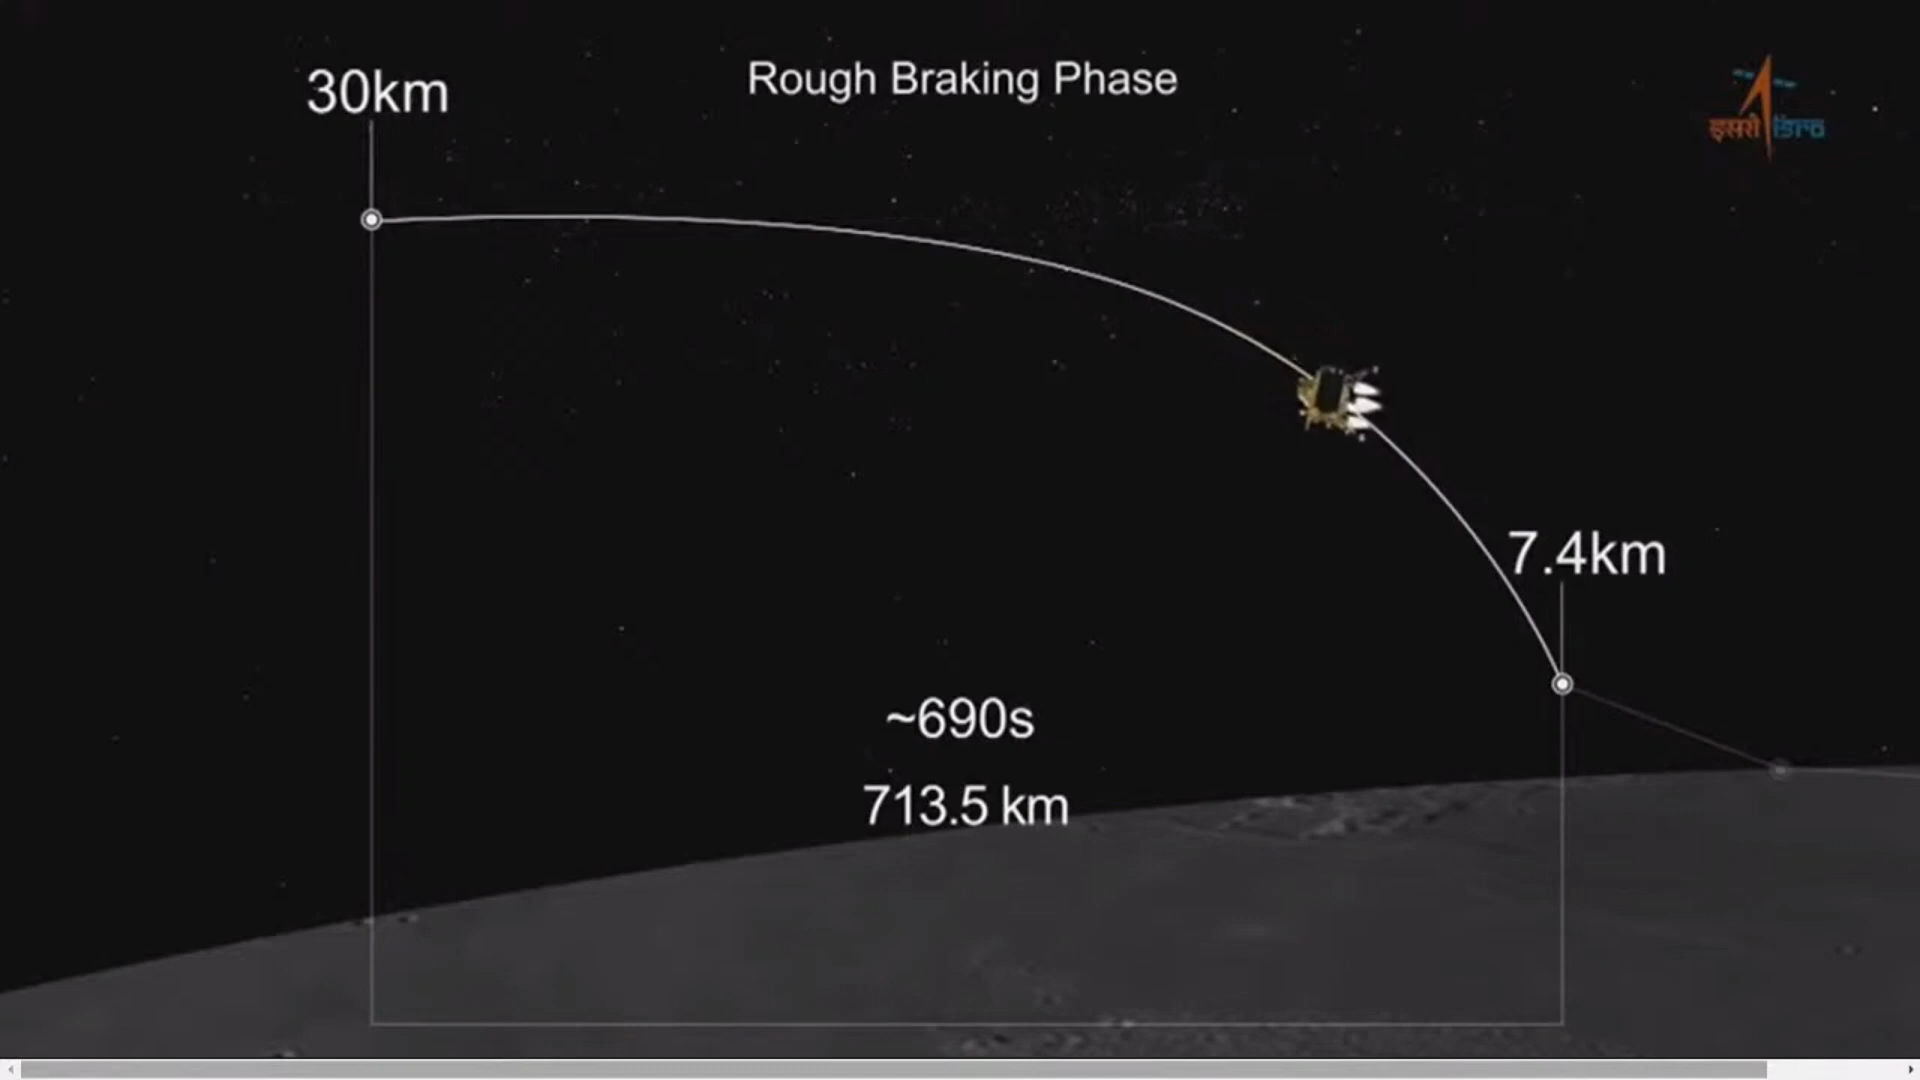 30km
Rough Braking Phase
इसरो isro
7.4km
~690s
713.5 km